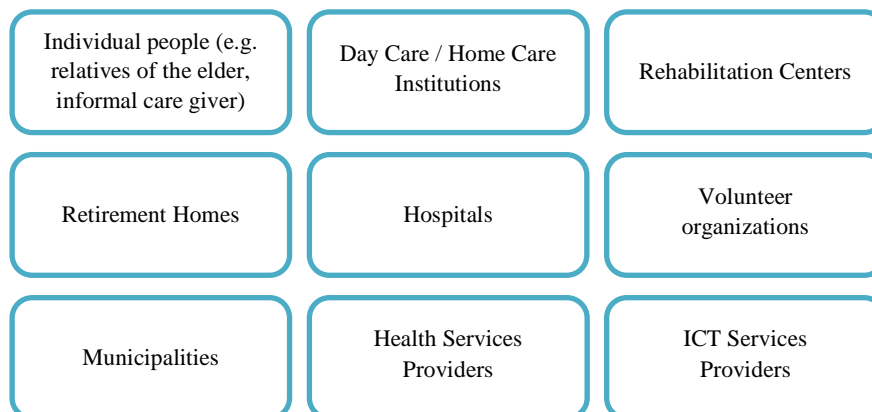 Individual people (e.g.
relatives of the elder,
informal care giver)
Day Care / Home Care
Institutions
Rehabilitation Centers
Retirement Homes
Hospitals
Volunteer
organizations
Municipalities
Health Services
Providers
ICT Services
Providers